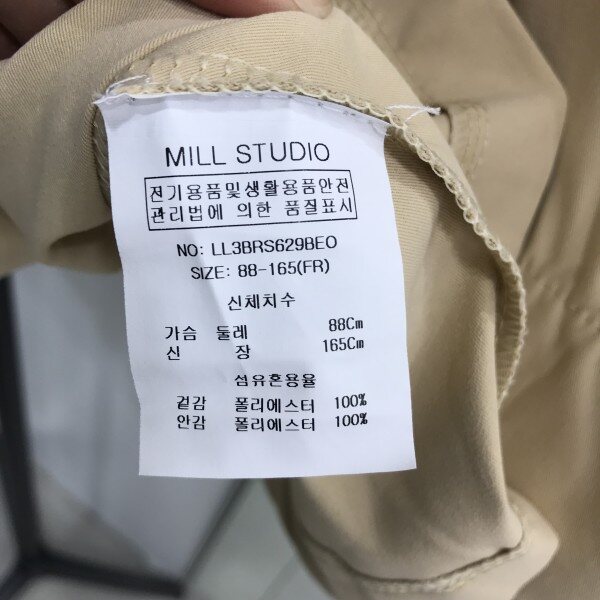 MILL STUDIO
전기용품및생활용품안전
관리법에 의한 품질표시
NO: LL3BRS629BEO
SIZE: 88-165(FR)
신체치수
가슴 둘레 88Cm
신 장 165Cm
섬유혼용율
겉감 폴리에스터 100%
안감 폴리에스터 100%